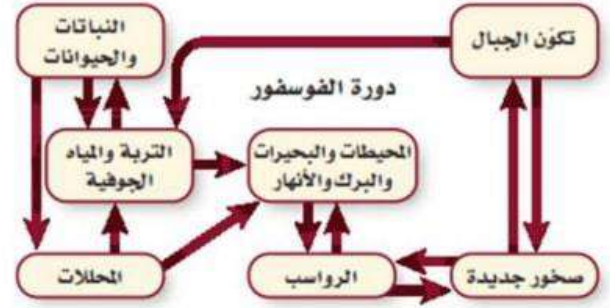 تكوّن الجبال
النباتات
والحيوانات
دورة الفوسفور
المحيطات والبحيرات
والبرك والأنهار
التربة والمياه
الجوفية
صخور جديدة
الرواسب
المحللات